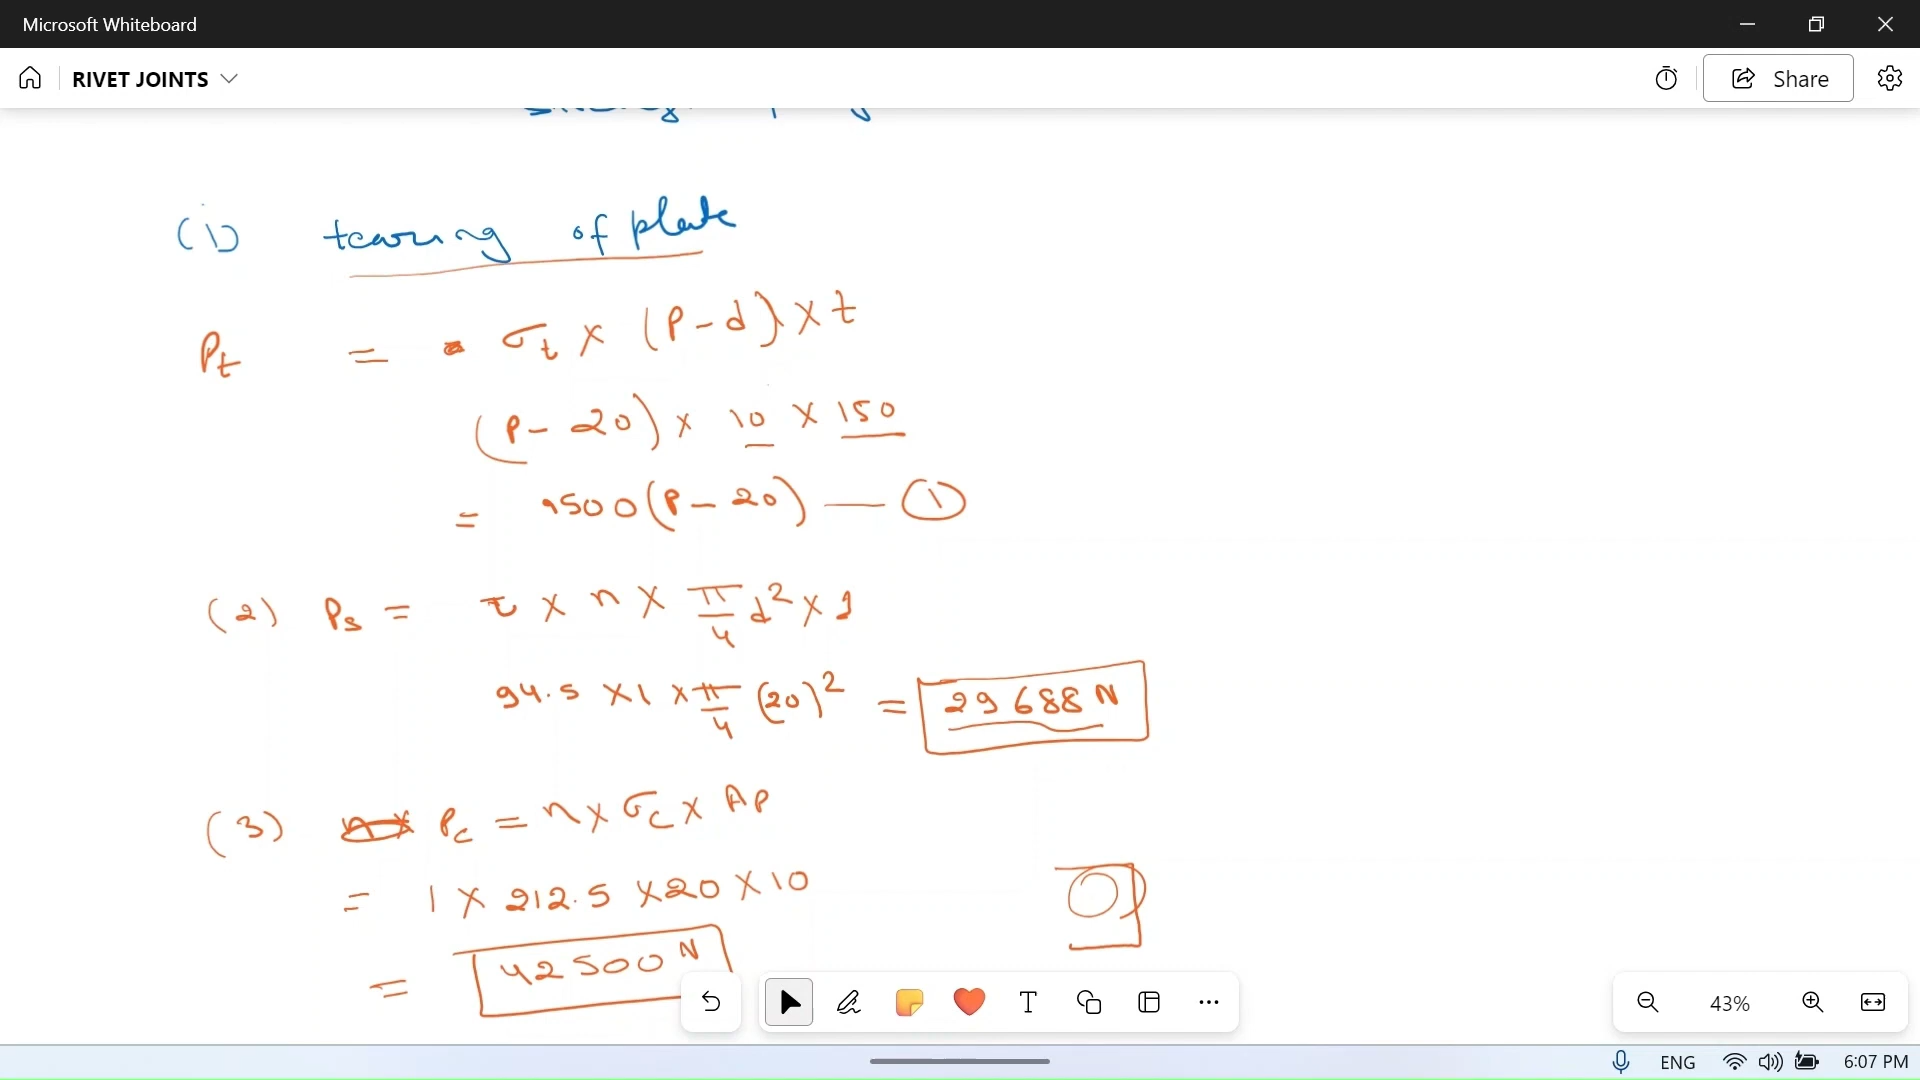 Microsoft Whiteboard
RIVET JOINTS
Share
(1) tearing of plate
Pt = σt × (P-d) × t
(P- 20) × 10 × 150
= 1500 (P - 20) — ①
(2) Ps = τ × n × π/4 d² × 1
94.5 × 1 × π/4 (20)² = 29688 N
(3) Pc = n × σc × AP
= 1 × 212.5 × 20 × 10
= 42500 N
43%
ENG 6:07 PM